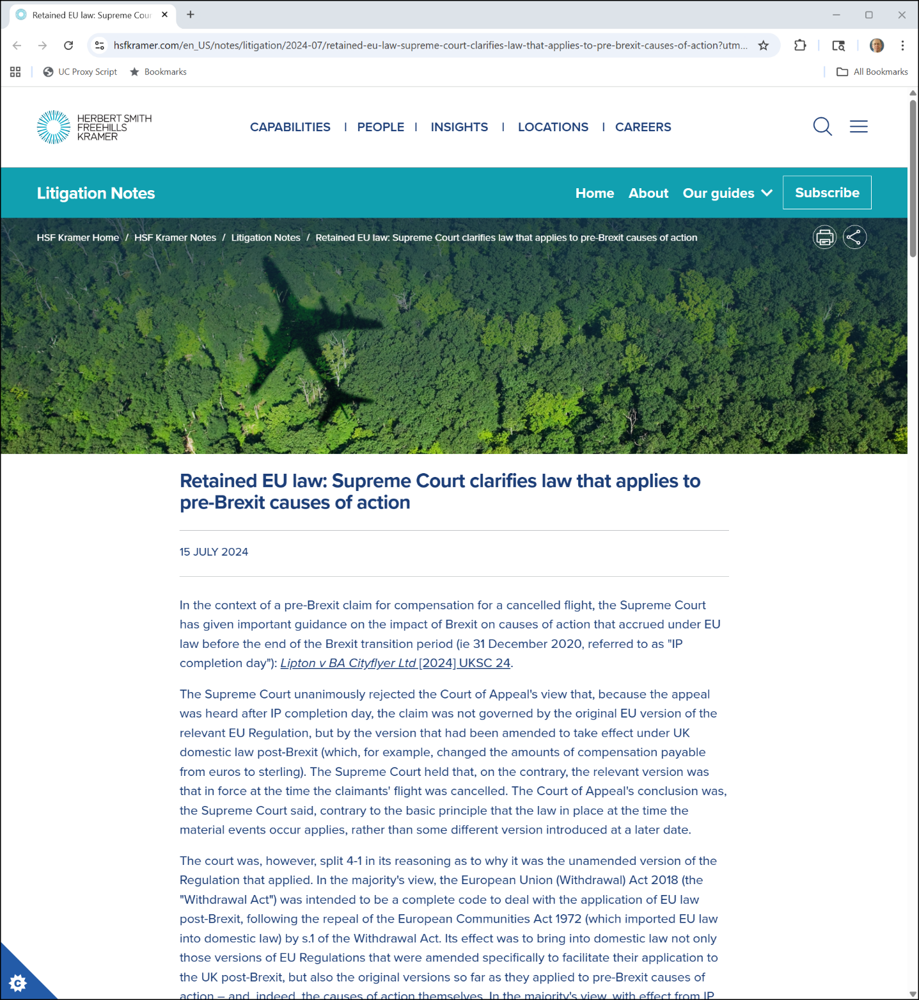 Retained EU law: Supreme Cour
hsfkramer.com/en_US/notes/litigation/2024-07/retained-eu-law-supreme-court-clarifies-law-that-applies-to-pre-brexit-causes-of-action?utm...
UC Proxy Script
Bookmarks
All Bookmarks
HERBERT SMITH
FREEHILLS
KRAMER
CAPABILITIES | PEOPLE | INSIGHTS | LOCATIONS | CAREERS
Litigation Notes
Home About Our guides Subscribe
HSF Kramer Home / HSF Kramer Notes / Litigation Notes / Retained EU law: Supreme Court clarifies law that applies to pre-Brexit causes of action
Retained EU law: Supreme Court clarifies law that applies to
pre-Brexit causes of action
15 JULY 2024
In the context of a pre-Brexit claim for compensation for a cancelled flight, the Supreme Court
has given important guidance on the impact of Brexit on causes of action that accrued under EU
law before the end of the Brexit transition period (ie 31 December 2020, referred to as "IP
completion day"): Lipton v BA Cityflyer Ltd [2024] UKSC 24.
The Supreme Court unanimously rejected the Court of Appeal's view that, because the appeal
was heard after IP completion day, the claim was not governed by the original EU version of the
relevant EU Regulation, but by the version that had been amended to take effect under UK
domestic law post-Brexit (which, for example, changed the amounts of compensation payable
from euros to sterling). The Supreme Court held that, on the contrary, the relevant version was
that in force at the time the claimants' flight was cancelled. The Court of Appeal's conclusion was,
the Supreme Court said, contrary to the basic principle that the law in place at the time the
material events occur applies, rather than some different version introduced at a later date.
The court was, however, split 4-1 in its reasoning as to why it was the unamended version of the
Regulation that applied. In the majority's view, the European Union (Withdrawal) Act 2018 (the
"Withdrawal Act") was intended to be a complete code to deal with the application of EU law
post-Brexit, following the repeal of the European Communities Act 1972 (which imported EU law
into domestic law) by s.1 of the Withdrawal Act. Its effect was to bring into domestic law not only
those versions of EU Regulations that were amended specifically to facilitate their application to
the UK post-Brexit, but also the original versions so far as they applied to pre-Brexit causes of
action – and, indeed, the causes of action themselves. In the majority's view, with effect from IP